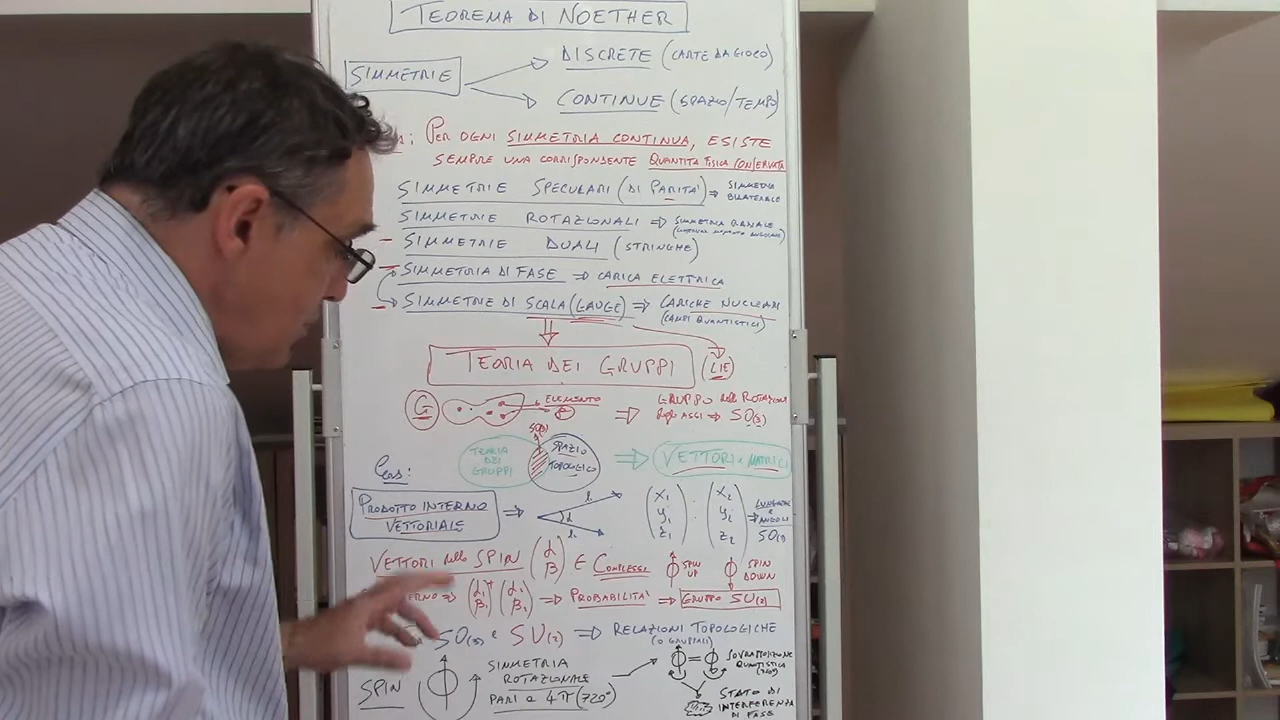 TEOREMA DI NOETHER
SIMMETRIE
DISCRETE (CARTE DA GIOCO)
CONTINUE (SPAZIO/TEMPO)
PER OGNI SIMMETRIA CONTINUA, ESISTE
SEMPRE UNA CORRISPONDENTE QUANTITÀ FISICA CONSERVATA
SIMMETRIE SPECULARI (DI PARITÀ) ⇒ SIMMETRIA
BILATERALE
SIMMETRIE ROTAZIONALI ⇒ SIMMETRIA BANALE
SIMMETRIE DUALI (STRINGHE)
SIMMETRIA DI FASE ⇒ CARICA ELETTRICA
SIMMETRIE DI SCALA (GAUGE) ⇒ CARICHE NUCLEARI
(CAMPI QUANTISTICI)
TEORIA DEI GRUPPI (LIE)
G ELEMENTO ⇒ GRUPPO delle ROTAZIONI
ASSI ⇒ SO(3)
TEORIA
DEI
GRUPPI
SPAZIO
TOPOLOGICO
⇒ VETTORI e MATRICI
PRODOTTO INTERNO
VETTORIALE ⇒
x1 y1 z1 : x2 y2 z2 ⇒ LUNGHEZZE
E
ANGOLI
VETTORI dello SPIN (α β) E COMPLESSI
SPIN
UP
SPIN
DOWN
⇒ PROBABILITÀ ⇒ GRUPPO SU(2)
SO(3) e SU(2) ⇒ RELAZIONI TOPOLOGICHE
SPIN
SIMMETRIA
ROTAZIONALE
PARI A 4π (720°)
SOVRAPPOSIZIONE
QUANTISTICA
(720°)
STATO DI
INTERFERENZA
DI FASE